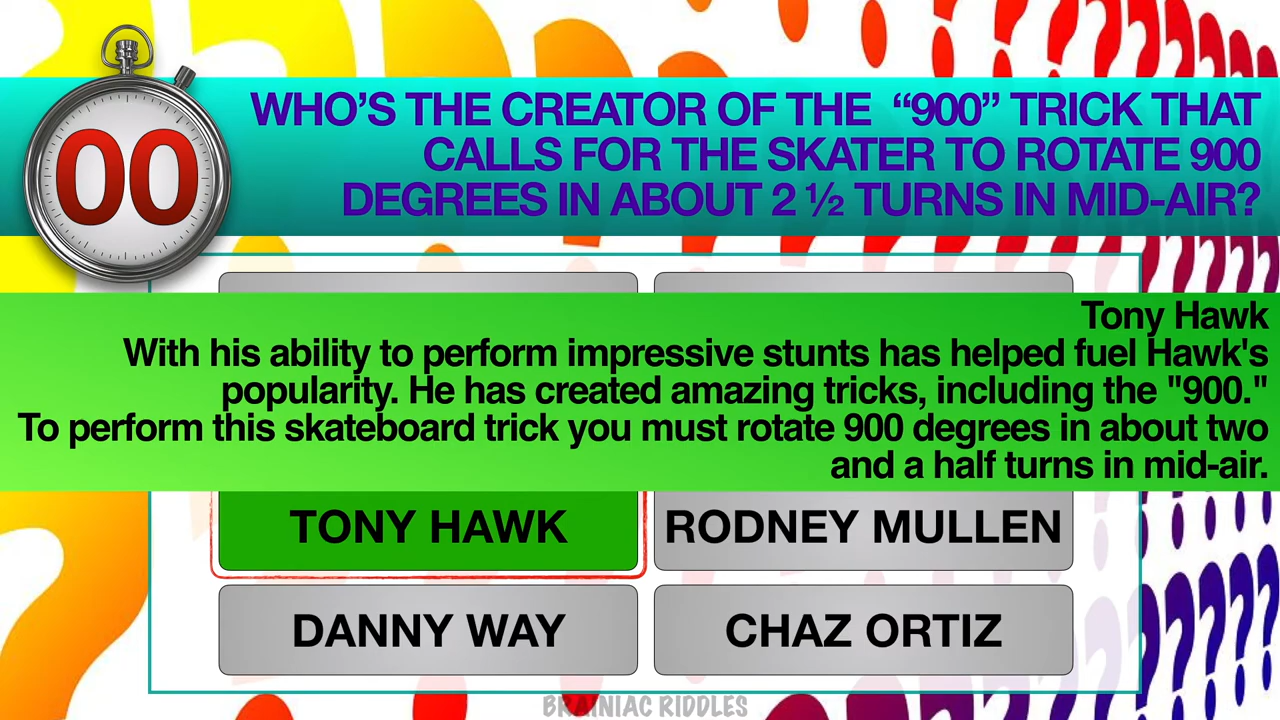 00
WHO'S THE CREATOR OF THE “900” TRICK THAT
CALLS FOR THE SKATER TO ROTATE 900
DEGREES IN ABOUT 2 ½ TURNS IN MID-AIR?
Tony Hawk
With his ability to perform impressive stunts has helped fuel Hawk's
popularity. He has created amazing tricks, including the "900."
To perform this skateboard trick you must rotate 900 degrees in about two
and a half turns in mid-air.
TONY HAWK
RODNEY MULLEN
DANNY WAY
CHAZ ORTIZ
BRAINIAC RIDDLES